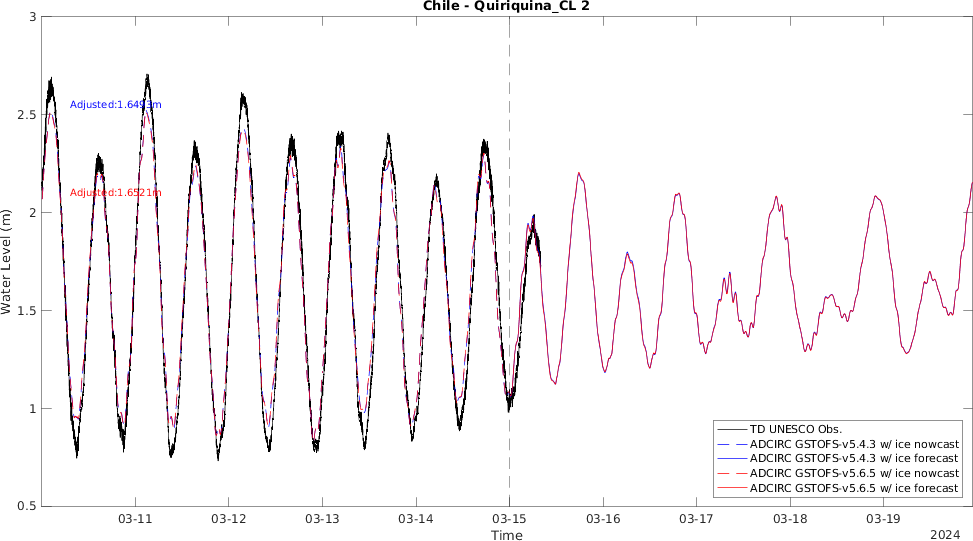 Chile - Quiriquina_CL 2
3
2.5
2
1.5
1
0.5
Water Level (m)
Adjusted:1.6493m
Adjusted:1.6521m
TD UNESCO Obs.
ADCIRC GSTOFS-v5.4.3 w/ ice nowcast
ADCIRC GSTOFS-v5.4.3 w/ ice forecast
ADCIRC GSTOFS-v5.6.5 w/ ice nowcast
ADCIRC GSTOFS-v5.6.5 w/ ice forecast
03-11 03-12 03-13 03-14 03-15 03-16 03-17 03-18 03-19
Time
2024